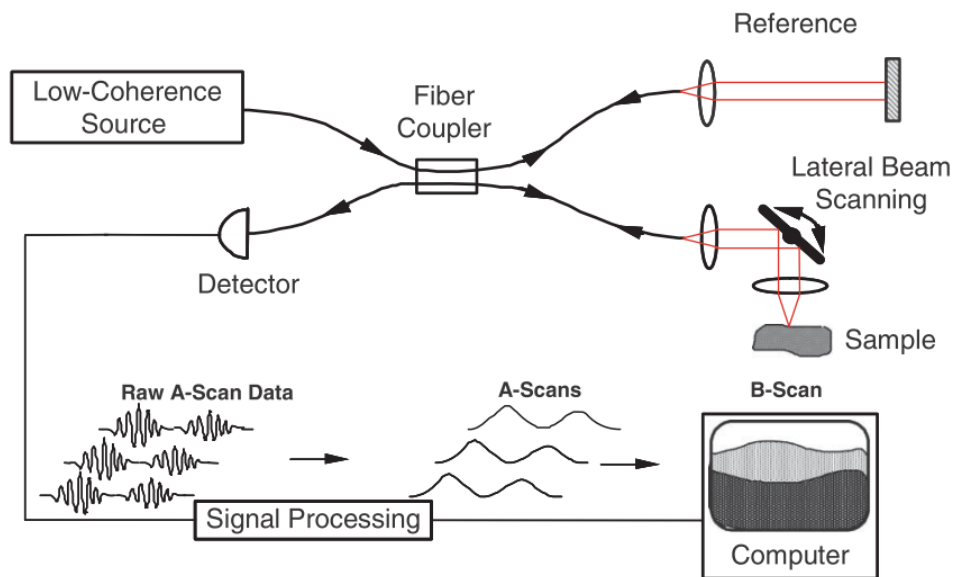 Reference
Low-Coherence
Source
Fiber
Coupler
Lateral Beam
Scanning
Detector
Sample
Raw A-Scan Data
A-Scans
B-Scan
Signal Processing
Computer